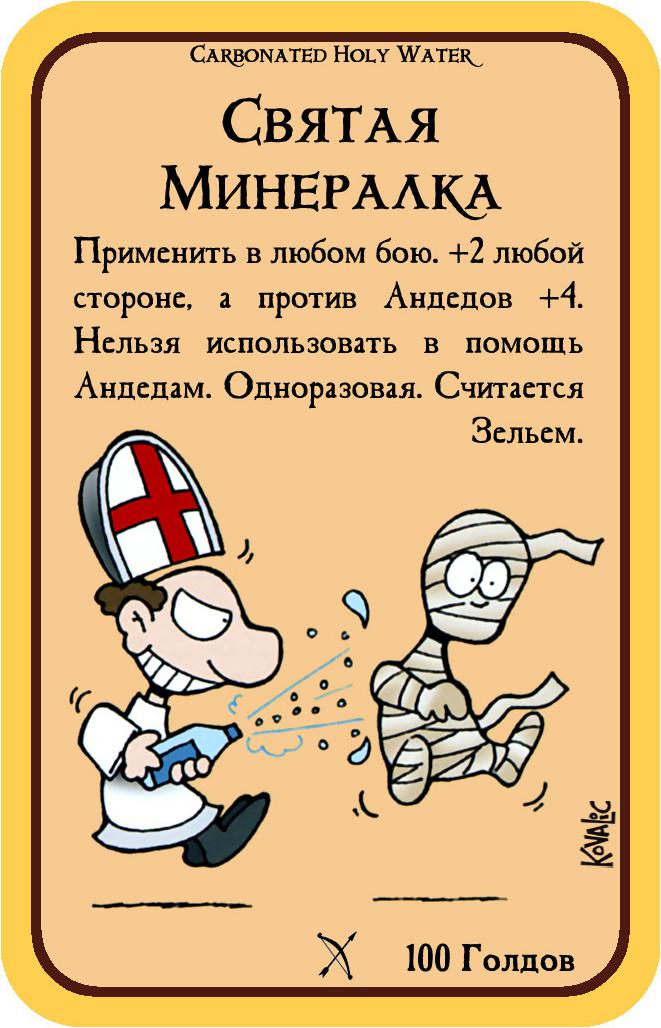 Carbonated Holy Water
Святая
Минералка
Применить в любом бою. +2 любой
стороне, а против Андедов +4.
Нельзя использовать в помощь
Андедам. Одноразовая. Считается
Зельем.
Kovalic
100 Голдов